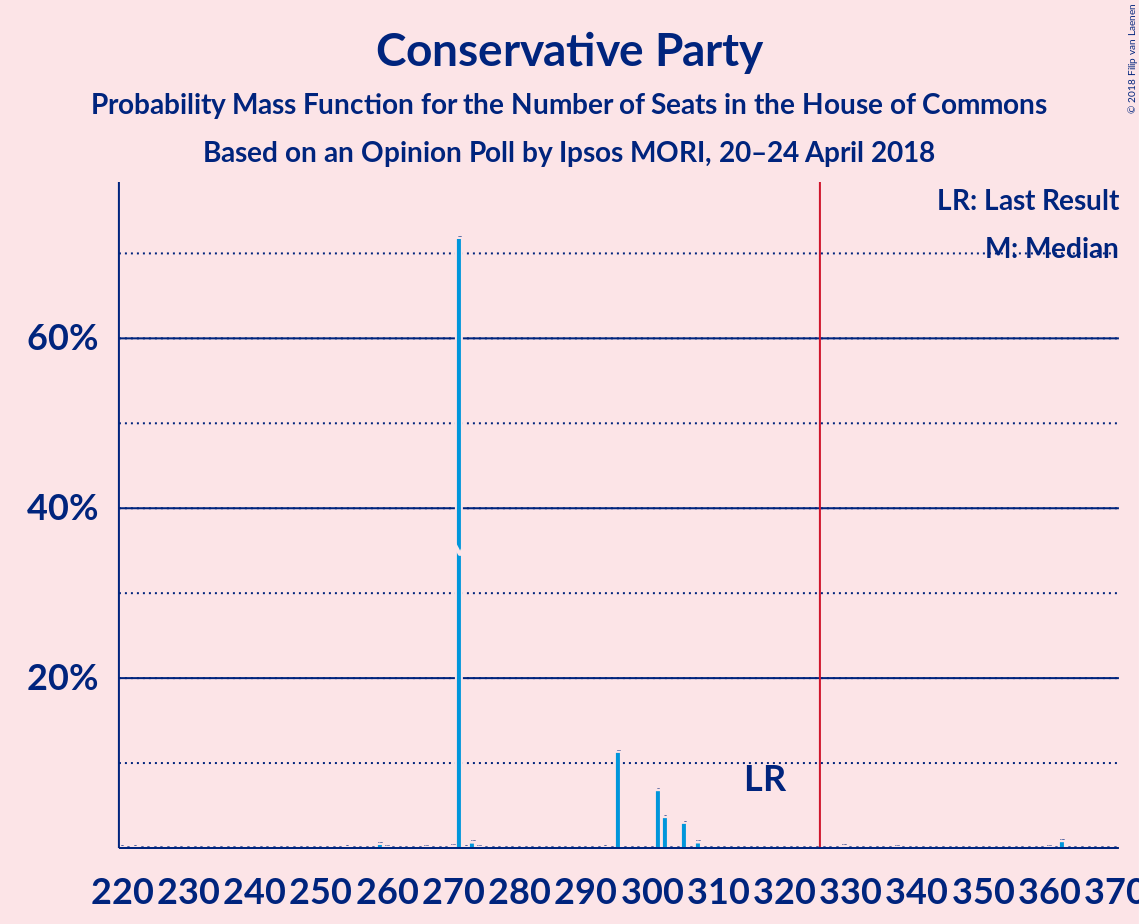 Conservative Party
Probability Mass Function for the Number of Seats in the House of Commons
Based on an Opinion Poll by Ipsos MORI, 20–24 April 2018
© 2018 Filip van Laenen
LR: Last Result
M: Median
60%
40%
20%
LR
220 230 240 250 260 270 280 290 300 310 320 330 340 350 360 370